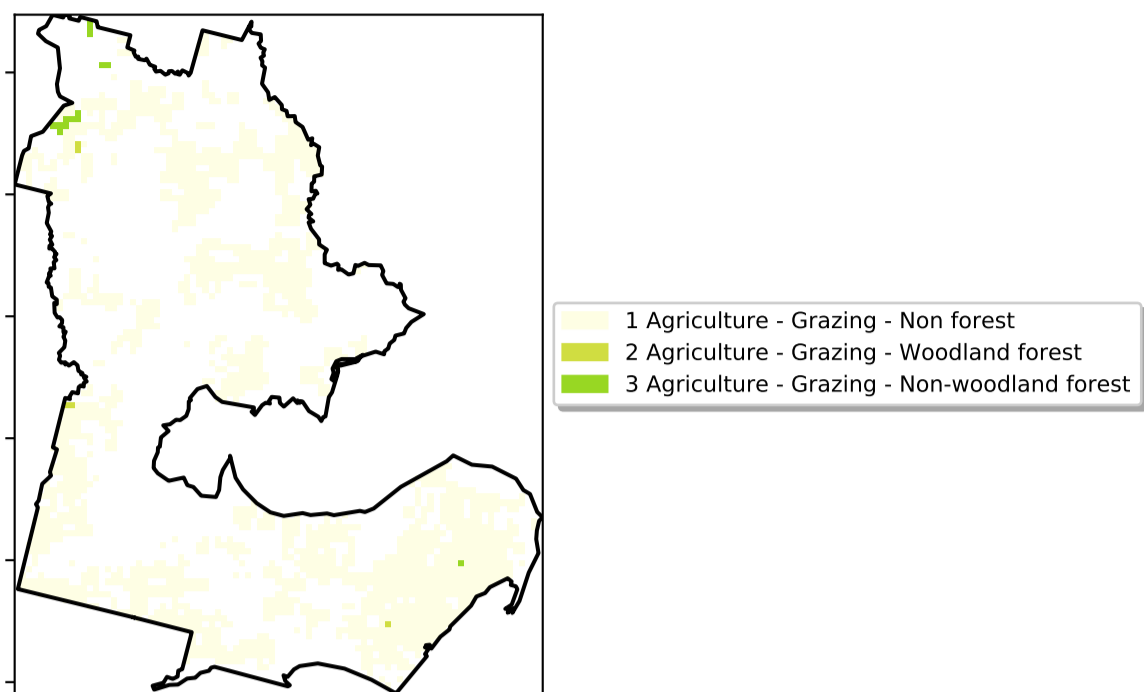 1 Agriculture - Grazing - Non forest
2 Agriculture - Grazing - Woodland forest
3 Agriculture - Grazing - Non-woodland forest